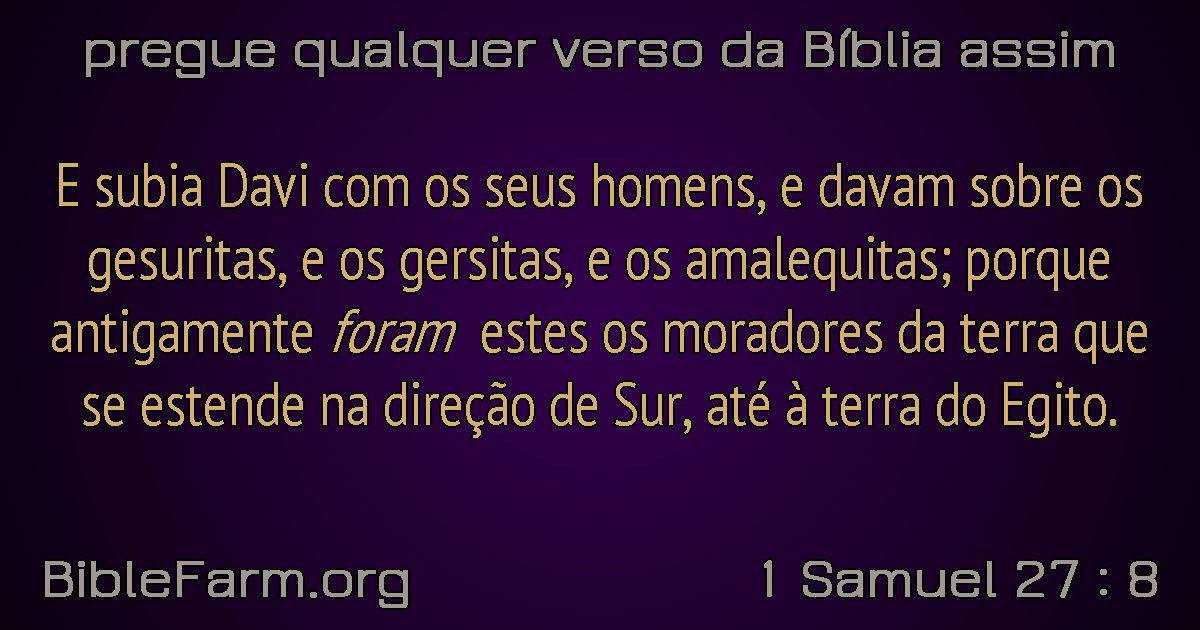 pregue qualquer verso da Bíblia assim
E subia Davi com os seus homens, e davam sobre os
gesuritas, e os gersitas, e os amalequitas; porque
antigamente foram estes os moradores da terra que
se estende na direção de Sur, até à terra do Egito.
BibleFarm.org
1 Samuel 27 : 8